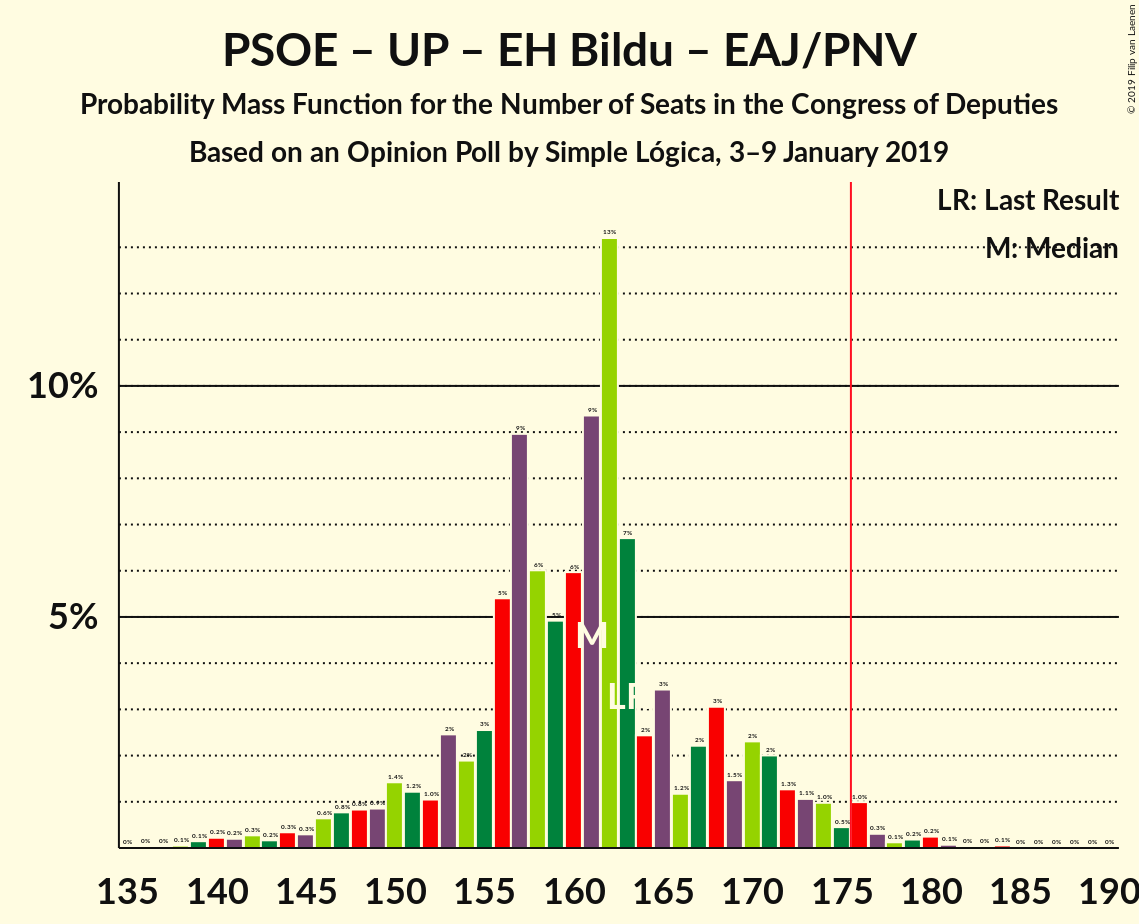 PSOE – UP – EH Bildu – EAJ/PNV
Probability Mass Function for the Number of Seats in the Congress of Deputies
Based on an Opinion Poll by Simple Lógica, 3–9 January 2019
© 2019 Filip van Laenen
LR: Last Result
M: Median
10%
5%
0% 0% 0% 0.1% 0.1% 0.2% 0.2% 0.3% 0.2% 0.3% 0.3% 0.6% 0.8% 0.8% 0.9% 1.4% 1.2% 1.0% 2% 2% 3% 5% 9% 6% 5% 6% 9% 13% 7% 2% 3% 1.2% 2% 3% 1.5% 2% 2% 1.3% 1.1% 1.0% 0.5% 1.0% 0.3% 0.1% 0.2% 0.2% 0.1% 0% 0% 0.1% 0% 0% 0% 0% 0% 0%
M
LR
135 140 145 150 155 160 165 170 175 180 185 190